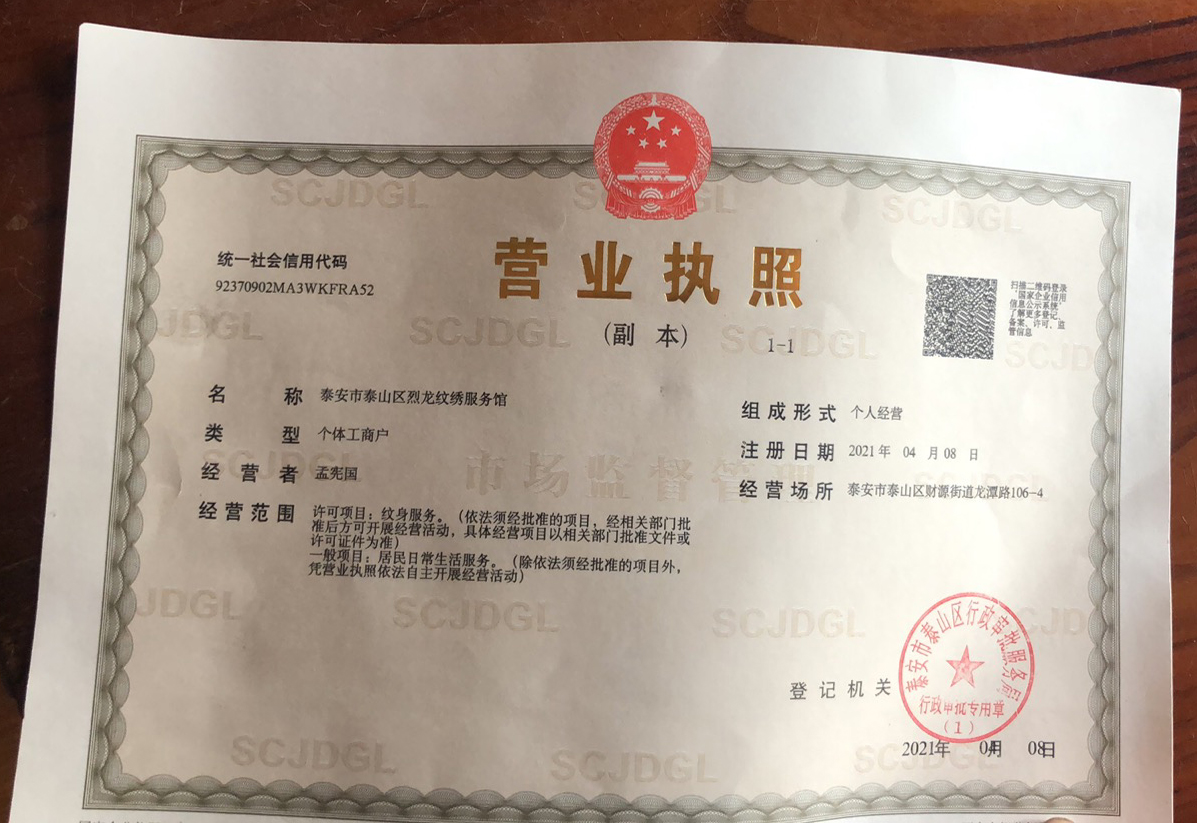 统一社会信用代码
92370902MA3WKFRA52
营业执照
(副 本)
1-1
扫描二维码登录
“国家企业信用
信息公示系统”
了解更多登记、
备案、许可、监
管信息
名 称 泰安市泰山区烈龙纹绣服务馆
类 型 个体工商户
经 营 者 孟宪国
经 营 范 围 许可项目：纹身服务。（依法须经批准的项目，经相关部门批
准后方可开展经营活动，具体经营项目以相关部门批准文件或
许可证件为准）
一般项目：居民日常生活服务。（除依法须经批准的项目外，
凭营业执照依法自主开展经营活动）
组成形式 个人经营
注册日期 2021年 04 月 08 日
经营场所 泰安市泰山区财源街道龙潭路106-4
登记机关
泰安市泰山区行政审批服务局
行政审批专用章
(1)
2021年 04月 08日
SCJDGL
市场监督管理